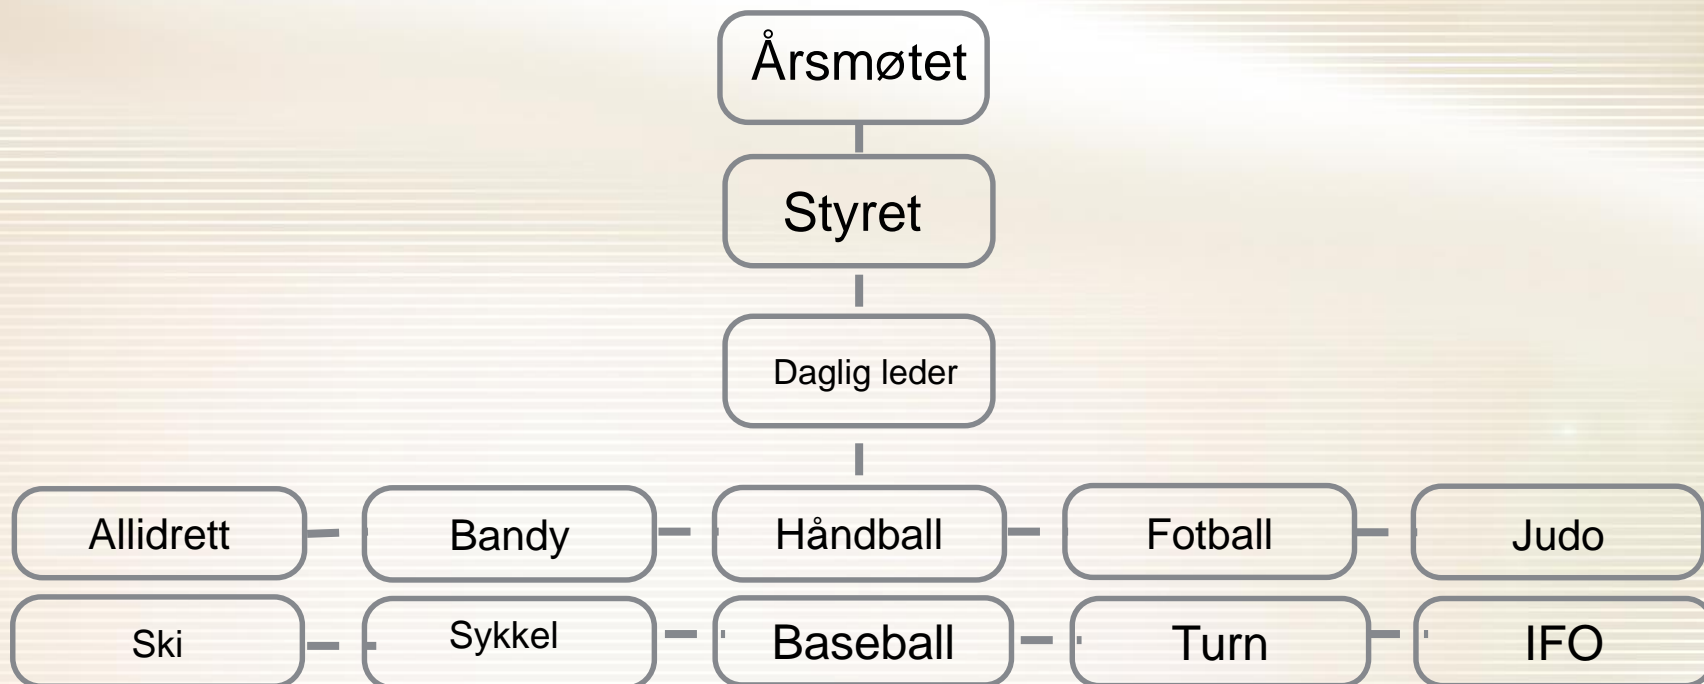 Årsmøtet
Styret
Daglig leder
Allidrett
Bandy
Håndball
Fotball
Judo
Ski
Sykkel
Baseball
Turn
IFO